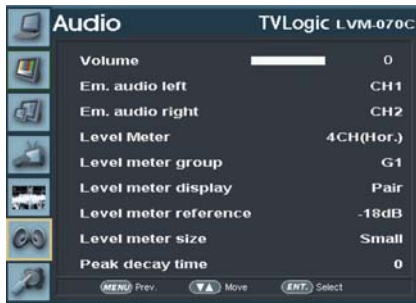 Audio TVLogic LVM-070C
Volume 0
Em. audio left CH1
Em. audio right CH2
Level Meter 4CH(Hor.)
Level meter group G1
Level meter display Pair
Level meter reference -18dB
Level meter size Small
Peak decay time 0
MENU Prev. ▼▲ Move ENT. Select